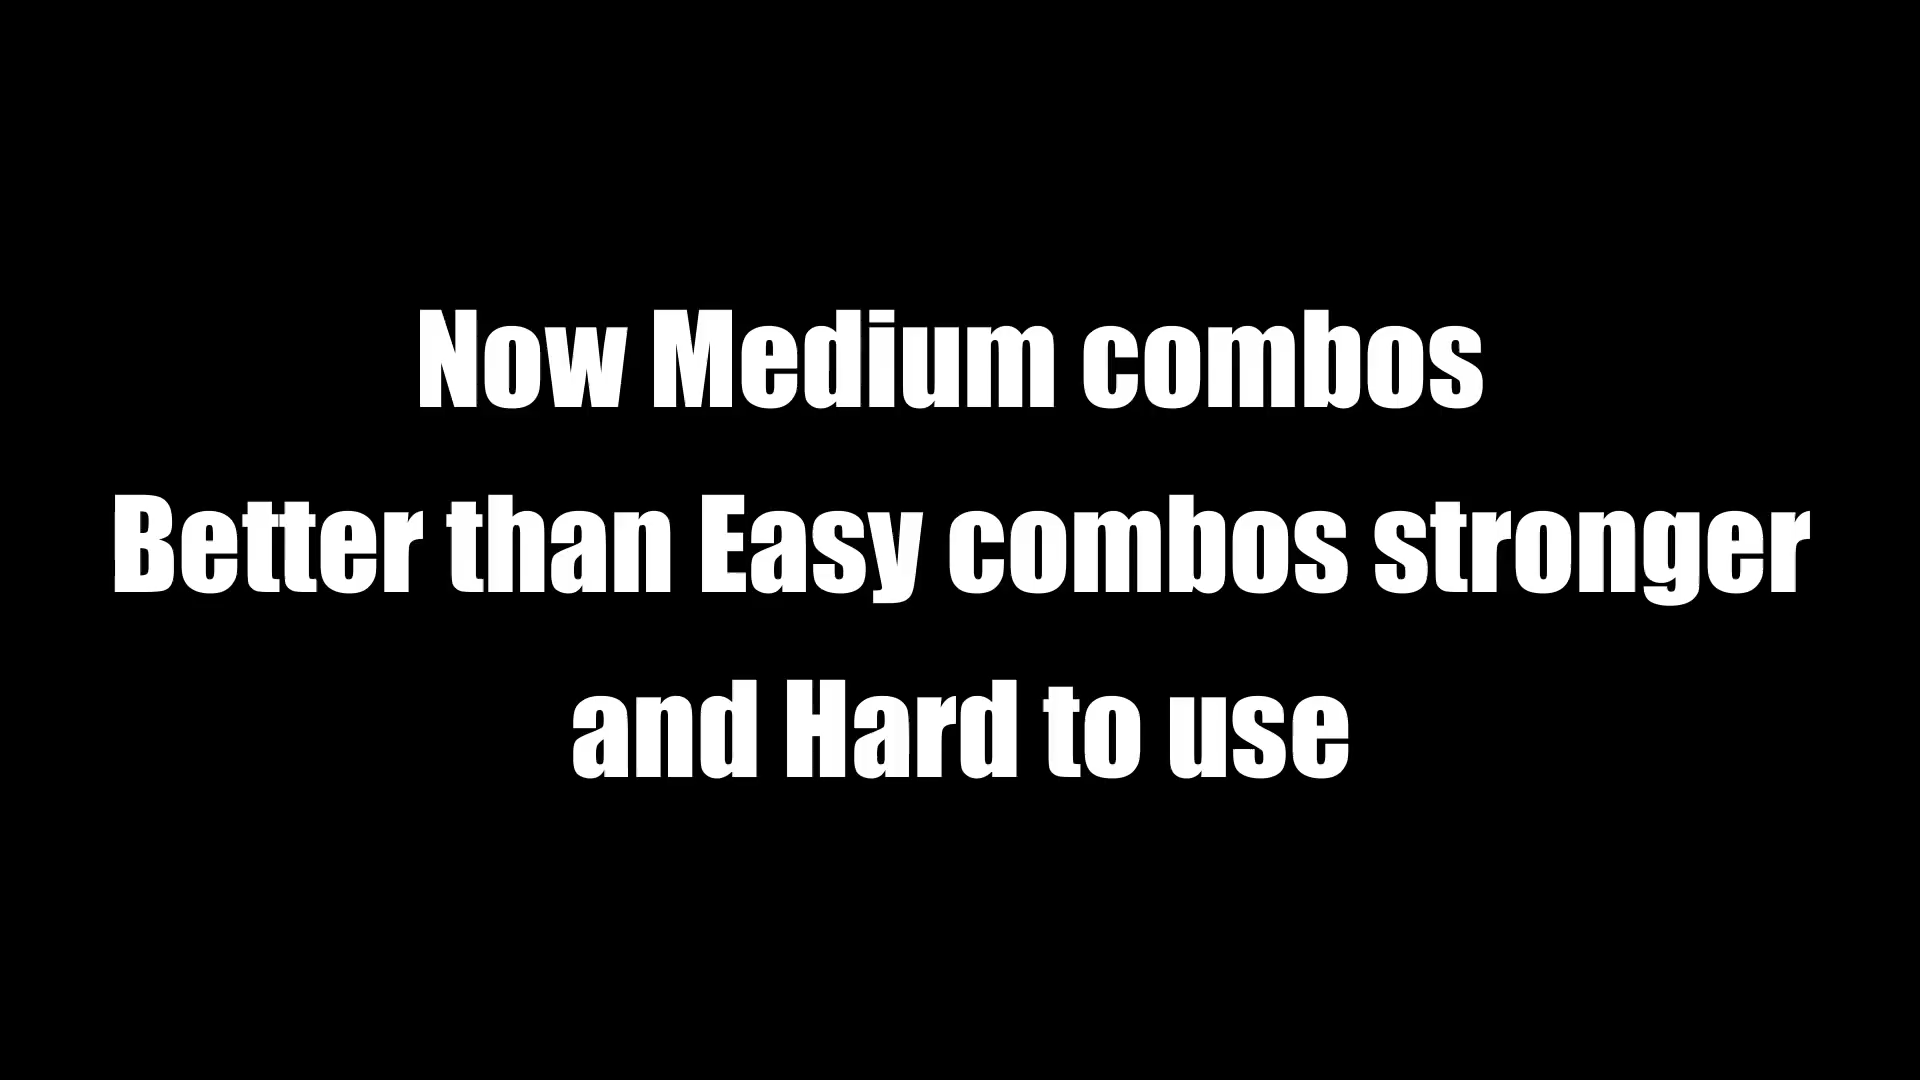 Now Medium combos
Better than Easy combos stronger
and Hard to use